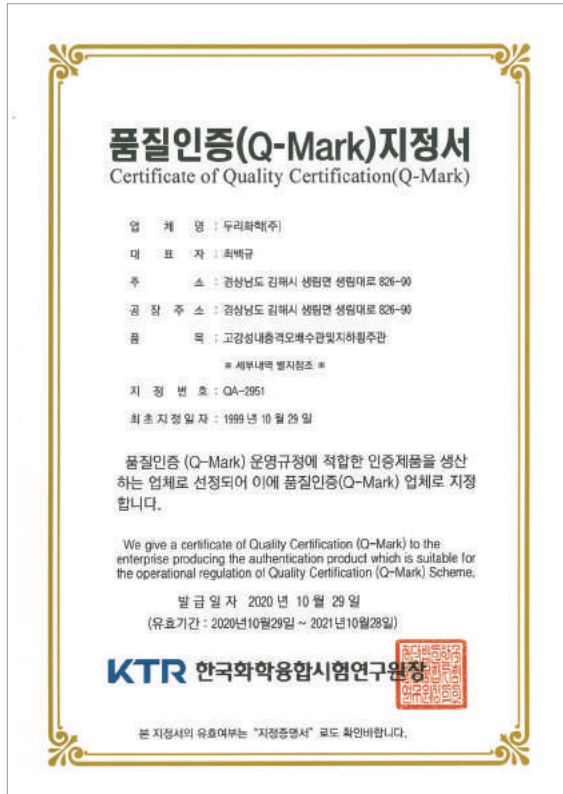 품질인증(Q-Mark)지정서
Certificate of Quality Certification(Q-Mark)
업 체 명 : 두리화학(주)
대 표 자 : 최백규
주 소 : 경상남도 김해시 생림면 생림대로 826-90
공 장 주 소 : 경상남도 김해시 생림면 생림대로 826-90
품 목 : 고강성내충격오배수관및지하횡주관
※ 세부내역 별지참조 ※
지 정 번 호 : QA-2951
최초지정일자 : 1999 년 10 월 29 일
품질인증 (Q-Mark) 운영규정에 적합한 인증제품을 생산
하는 업체로 선정되어 이에 품질인증(Q-Mark) 업체로 지정
합니다.
We give a certificate of Quality Certification (Q-Mark) to the
enterprise producing the authentication product which is suitable for
the operational regulation of Quality Certification (Q-Mark) Scheme.
발급일자 2020 년 10 월 29 일
(유효기간 : 2020년10월29일 ~ 2021년10월28일)
KTR 한국화학융합시험연구원장
본 지정서의 유효여부는 "지정증명서" 로도 확인바랍니다.